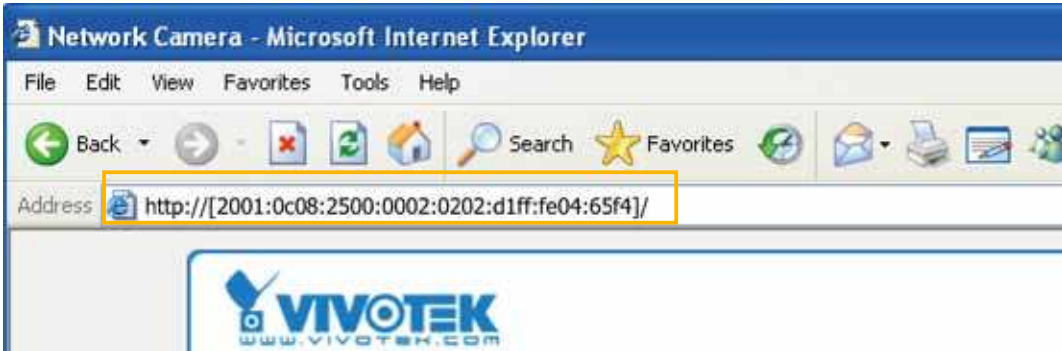 Network Camera - Microsoft Internet Explorer
File Edit View Favorites Tools Help
Back Search Favorites
Address http://[2001:0c08:2500:0002:0202:d1ff:fe04:65f4]/
VIVOTEK
www.vivotek.com